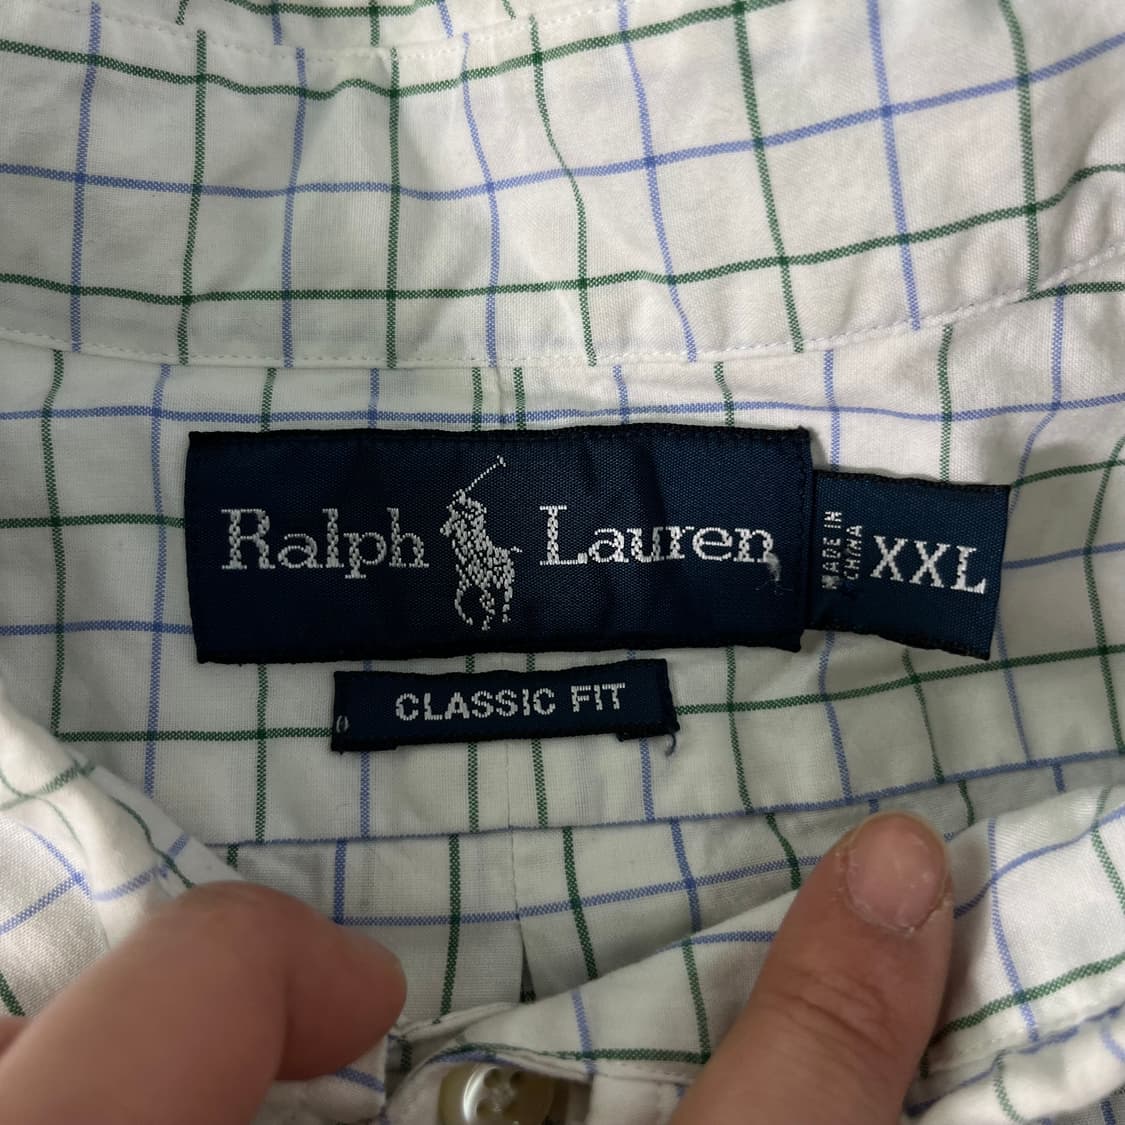 Ralph Lauren
MADE IN
CHINA
XXL
CLASSIC FIT